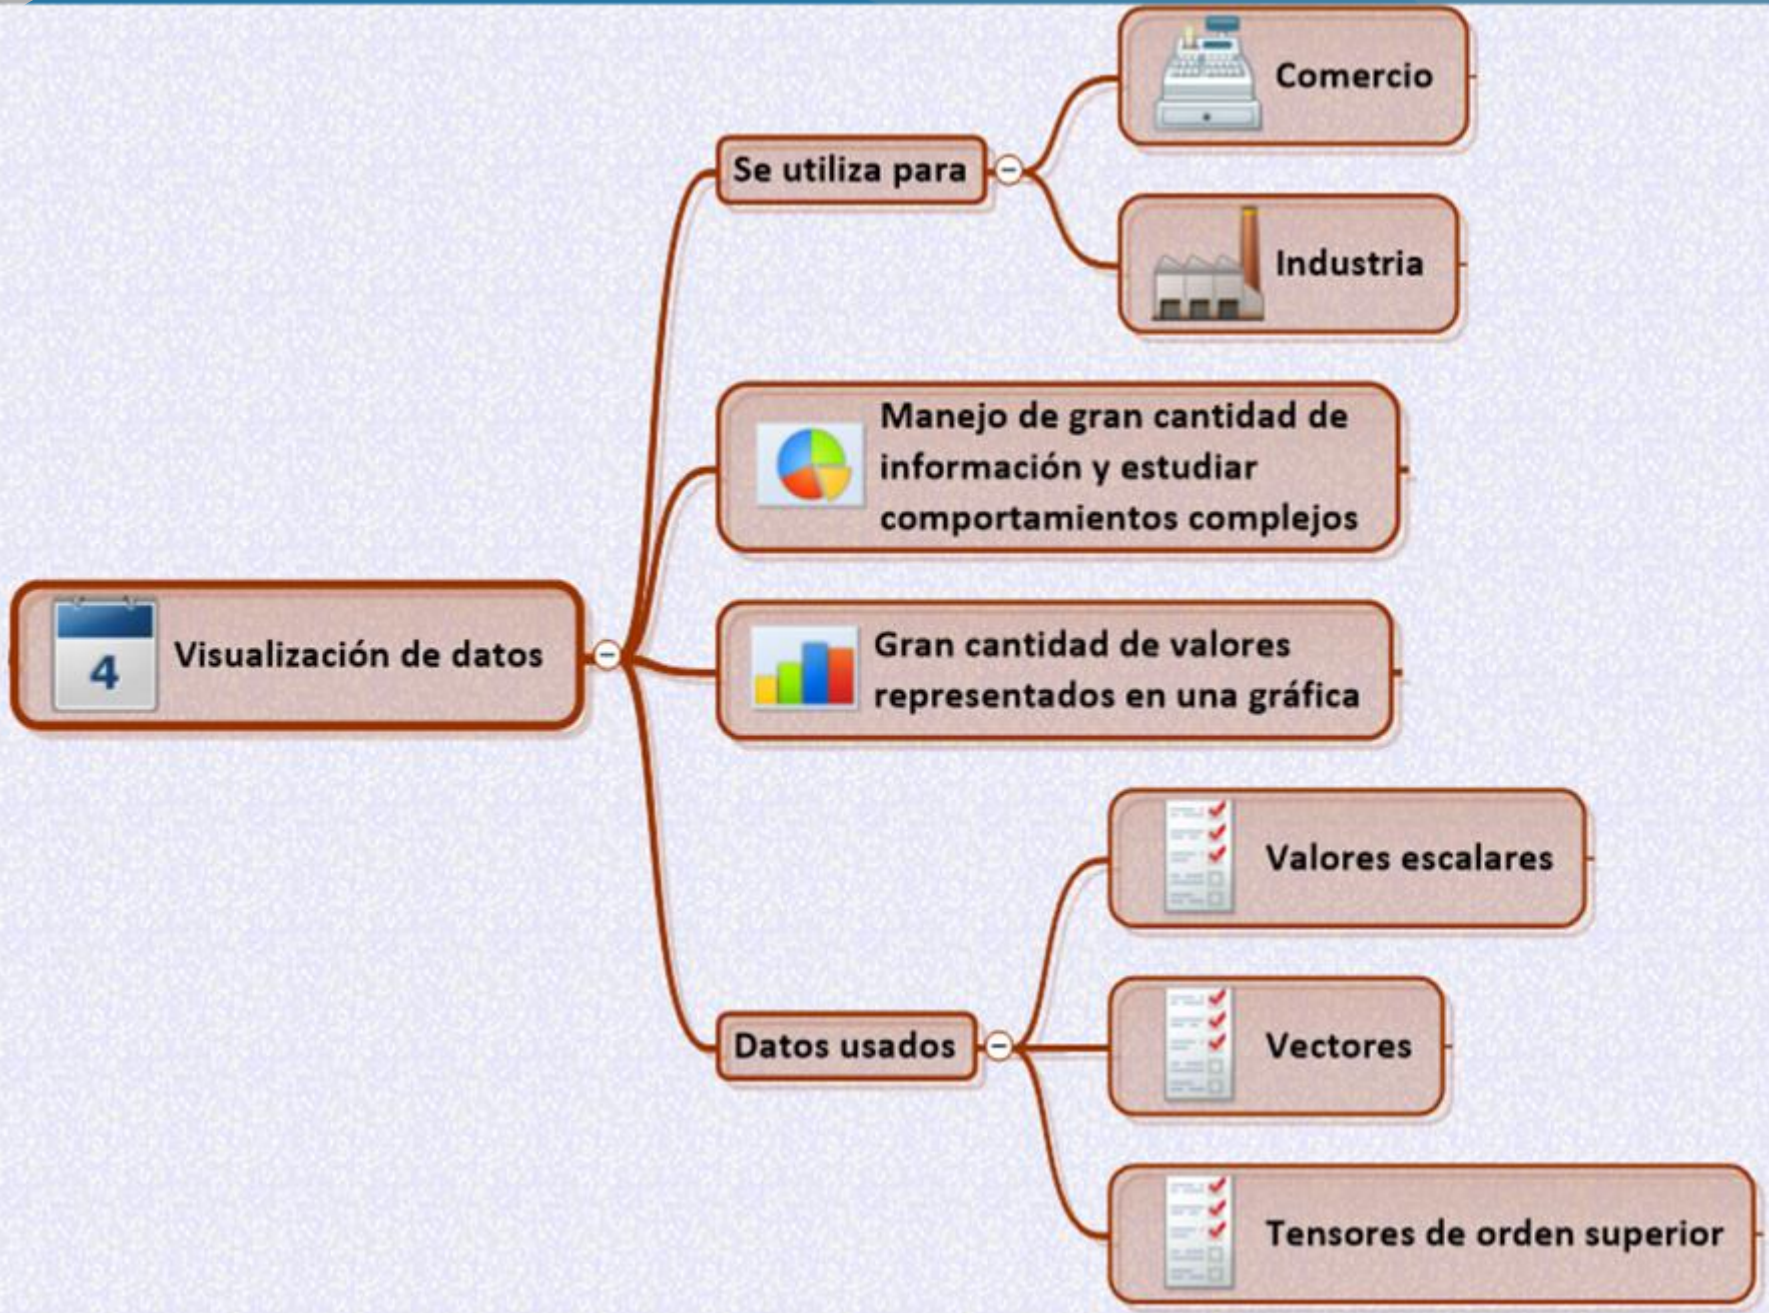 Comercio
Se utiliza para
Industria
Manejo de gran cantidad de
información y estudiar
comportamientos complejos
4
Visualización de datos
Gran cantidad de valores
representados en una gráfica
Valores escalares
Datos usados
Vectores
Tensores de orden superior